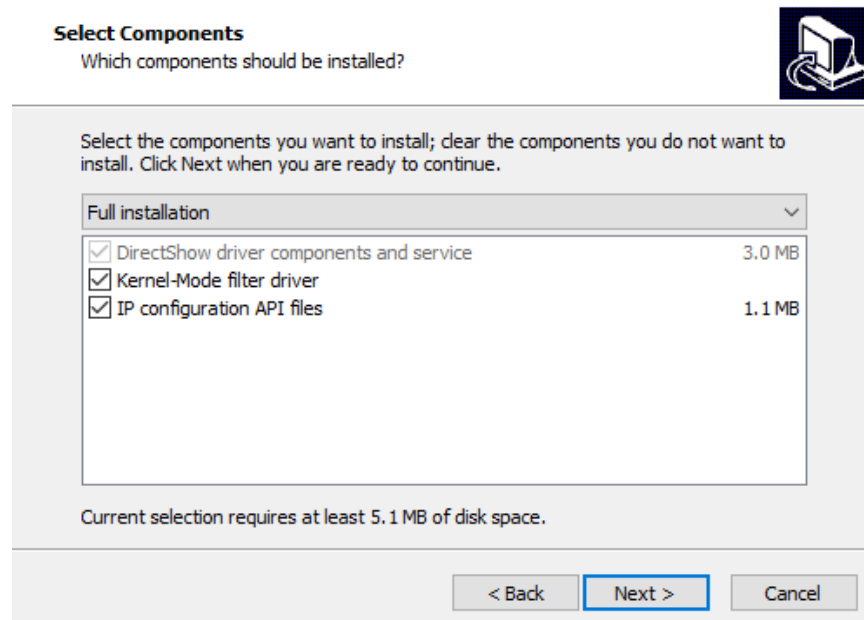 Select Components
Which components should be installed?
Select the components you want to install; clear the components you do not want to
install. Click Next when you are ready to continue.
Full installation
DirectShow driver components and service 3.0 MB
Kernel-Mode filter driver
IP configuration API files 1.1 MB
Current selection requires at least 5.1 MB of disk space.
< Back Next > Cancel